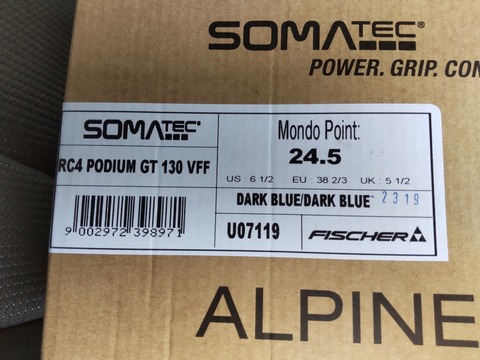 SOMATEC®
POWER. GRIP. CON
SOMATEC®
RC4 PODIUM GT 130 VFF
9 002972 398971
Mondo Point:
24.5
US : 6 1/2 EU : 38 2/3 UK : 5 1/2
DARK BLUE/DARK BLUE 2319
U07119 FISCHER
ALPINE